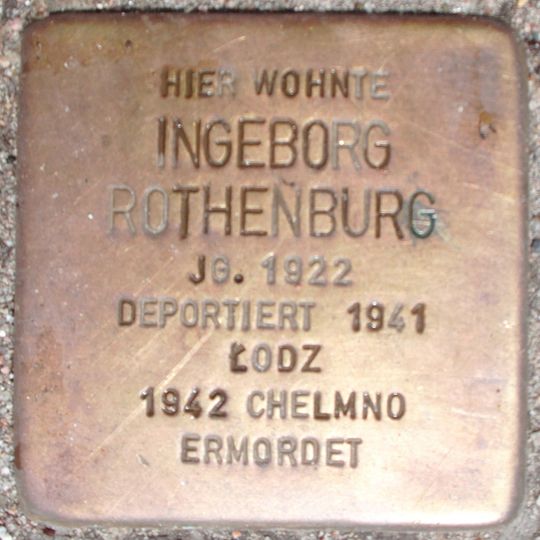 HIER WOHNTE
INGEBORG
ROTHENBURG
JG. 1922
DEPORTIERT 1941
ŁODZ
1942 CHELMNO
ERMORDET